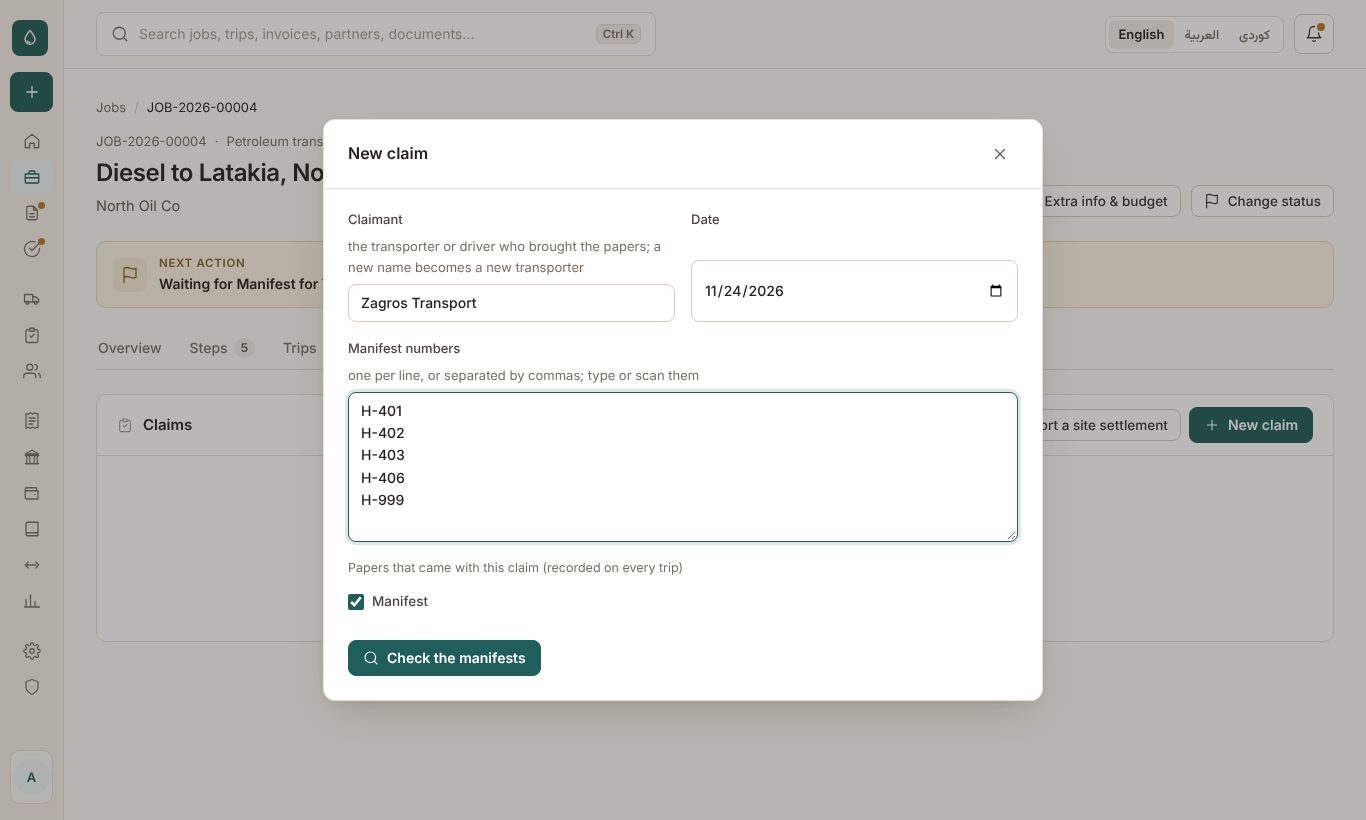 Search jobs, trips, invoices, partners, documents...
Ctrl K
English
العربية
کوردی
Jobs / JOB-2026-00004
JOB-2026-00004 · Petroleum trans
Diesel to Latakia, No
North Oil Co
Extra info & budget
Change status
NEXT ACTION
Waiting for Manifest for
Overview
Steps 5
Trips
Claims
ort a site settlement
New claim
New claim
Claimant
the transporter or driver who brought the papers; a
new name becomes a new transporter
Zagros Transport
Date
11/24/2026
Manifest numbers
one per line, or separated by commas; type or scan them
H-401
H-402
H-403
H-406
H-999
Papers that came with this claim (recorded on every trip)
Manifest
Check the manifests
A